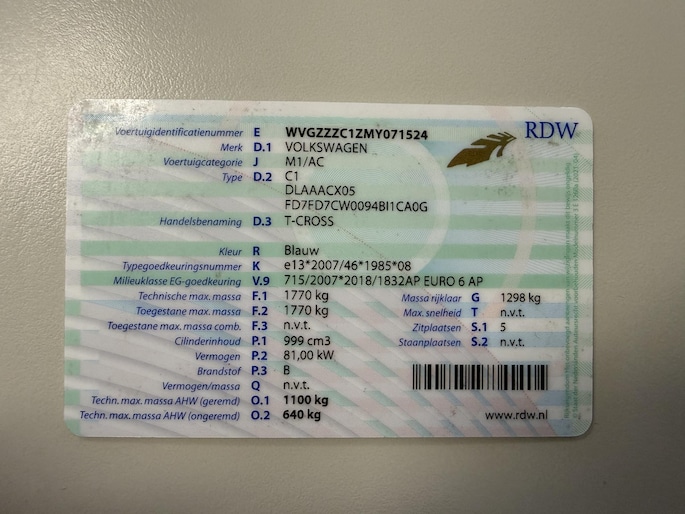 RDW
Voertuigidentificatienummer E WVGZZZC1ZMY071524
Merk D.1 VOLKSWAGEN
Voertuigcategorie J M1/AC
Type D.2 C1
DLAAACX05
FD7FD7CW0094BI1CA0G
Handelsbenaming D.3 T-CROSS
Kleur R Blauw
Typegoedkeuringsnummer K e13*2007/46*1985*08
Milieuklasse EG-goedkeuring V.9 715/2007*2018/1832AP EURO 6 AP
Technische max. massa F.1 1770 kg Massa rijklaar G 1298 kg
Toegestane max. massa F.2 1770 kg Max. snelheid T n.v.t.
Toegestane max. massa comb. F.3 n.v.t. Zitplaatsen S.1 5
Cilinderinhoud P.1 999 cm3 Staanplaatsen S.2 n.v.t.
Vermogen P.2 81,00 kW
Brandstof P.3 B
Vermogen/massa Q n.v.t.
Techn. max. massa AHW (geremd) O.1 1100 kg
Techn. max. massa AHW (ongeremd) O.2 640 kg
www.rdw.nl